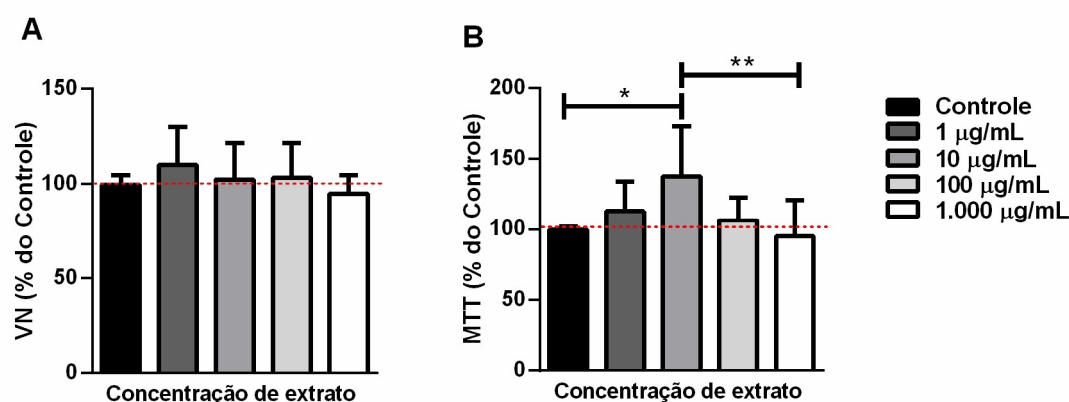 A
VN (% do Controle)
150
100
50
0
Concentração de extrato
B
MTT (% do Controle)
200
150
100
50
0
*
**
Concentração de extrato
Controle
1 µg/mL
10 µg/mL
100 µg/mL
1.000 µg/mL